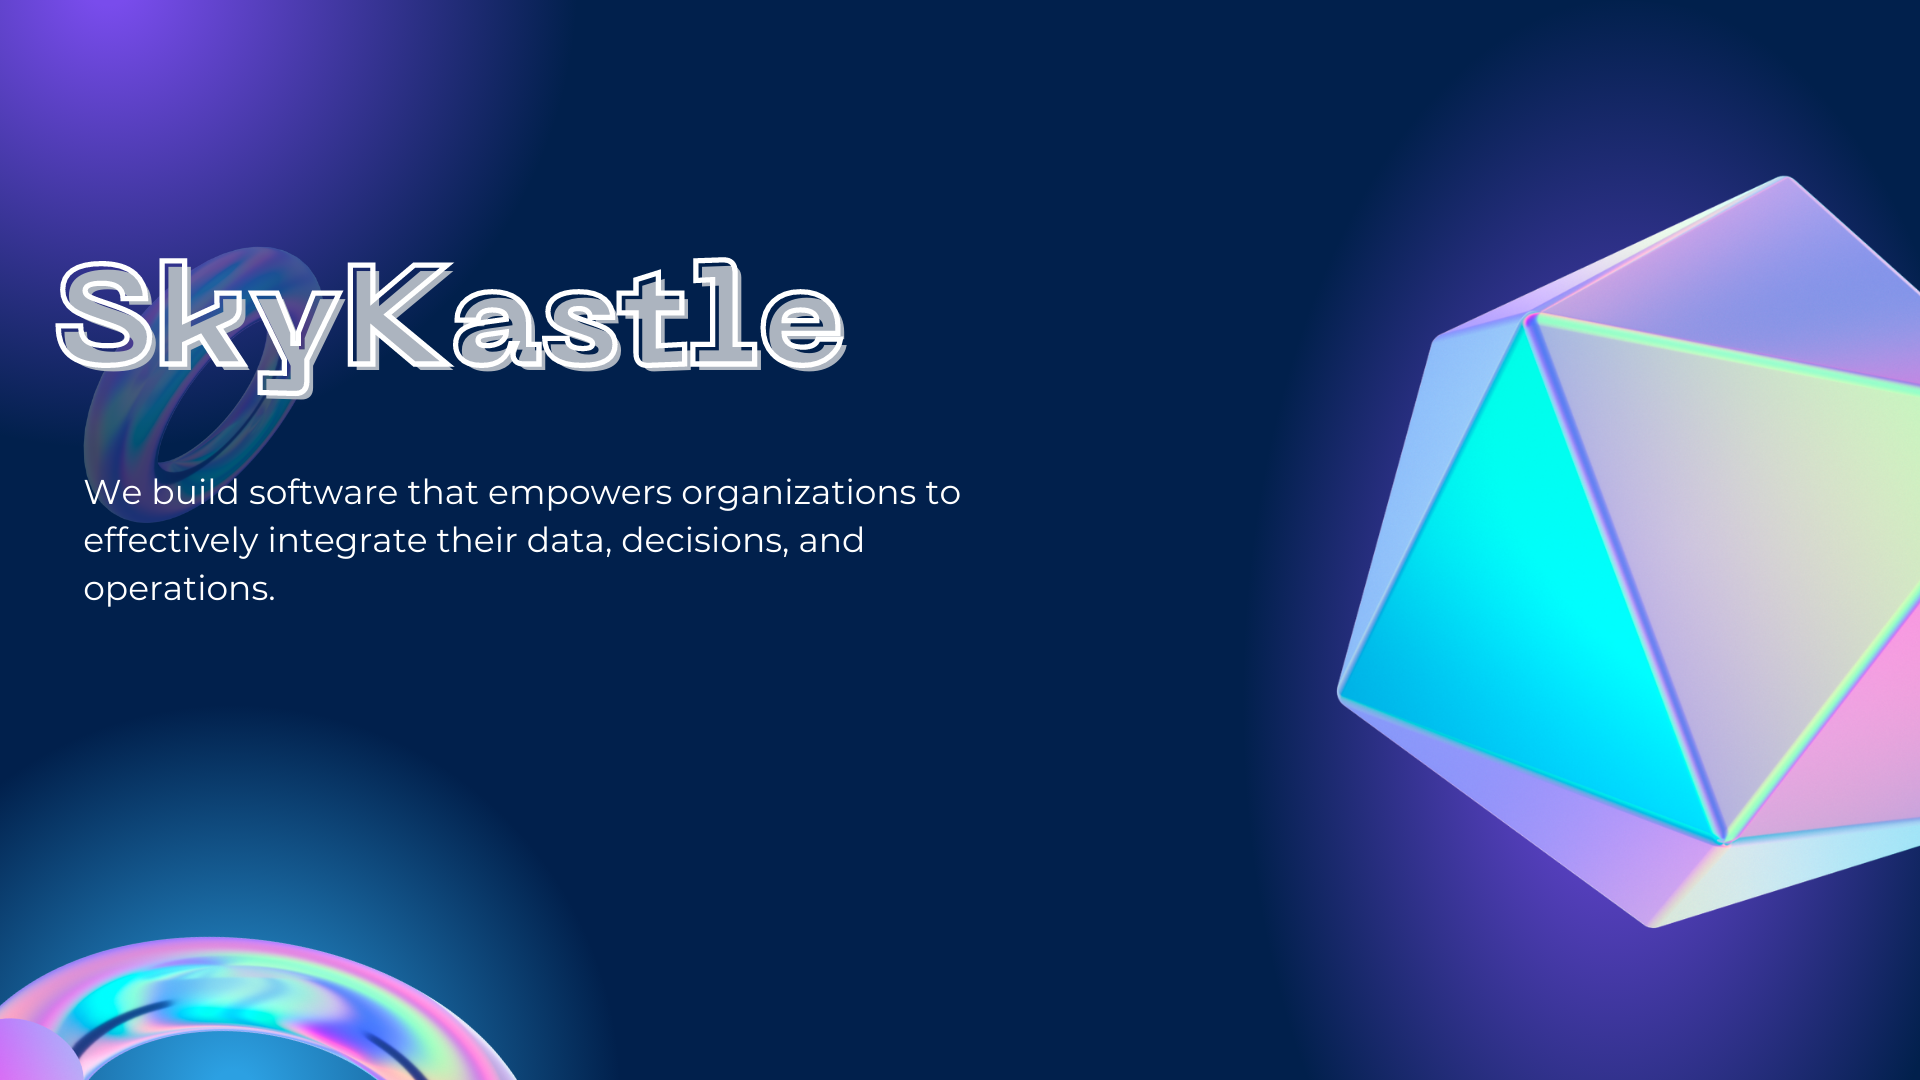 SkyKastle
We build software that empowers organizations to
effectively integrate their data, decisions, and
operations.